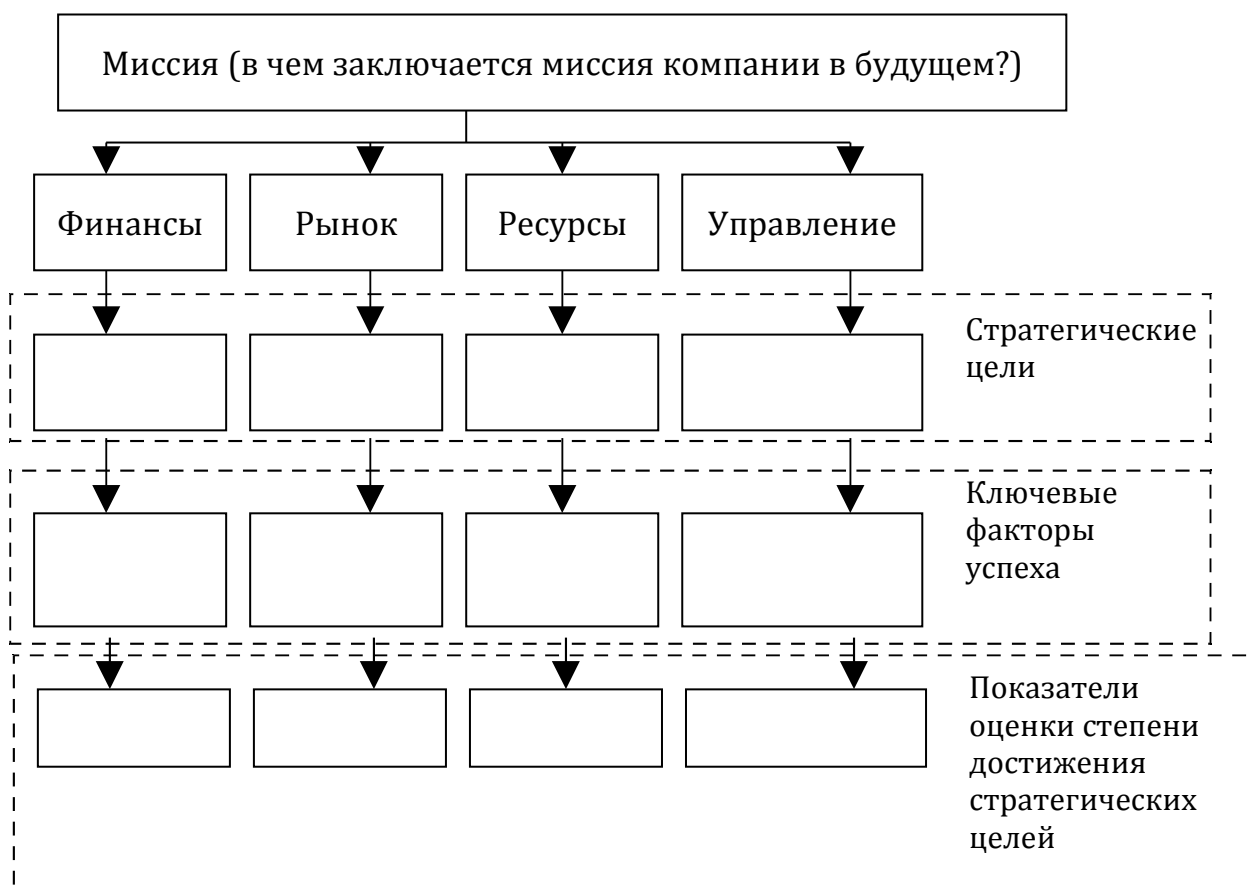 Миссия (в чем заключается миссия компании в будущем?)
Финансы
Рынок
Ресурсы
Управление
Стратегические
цели
Ключевые
факторы
успеха
Показатели
оценки степени
достижения
стратегических
целей